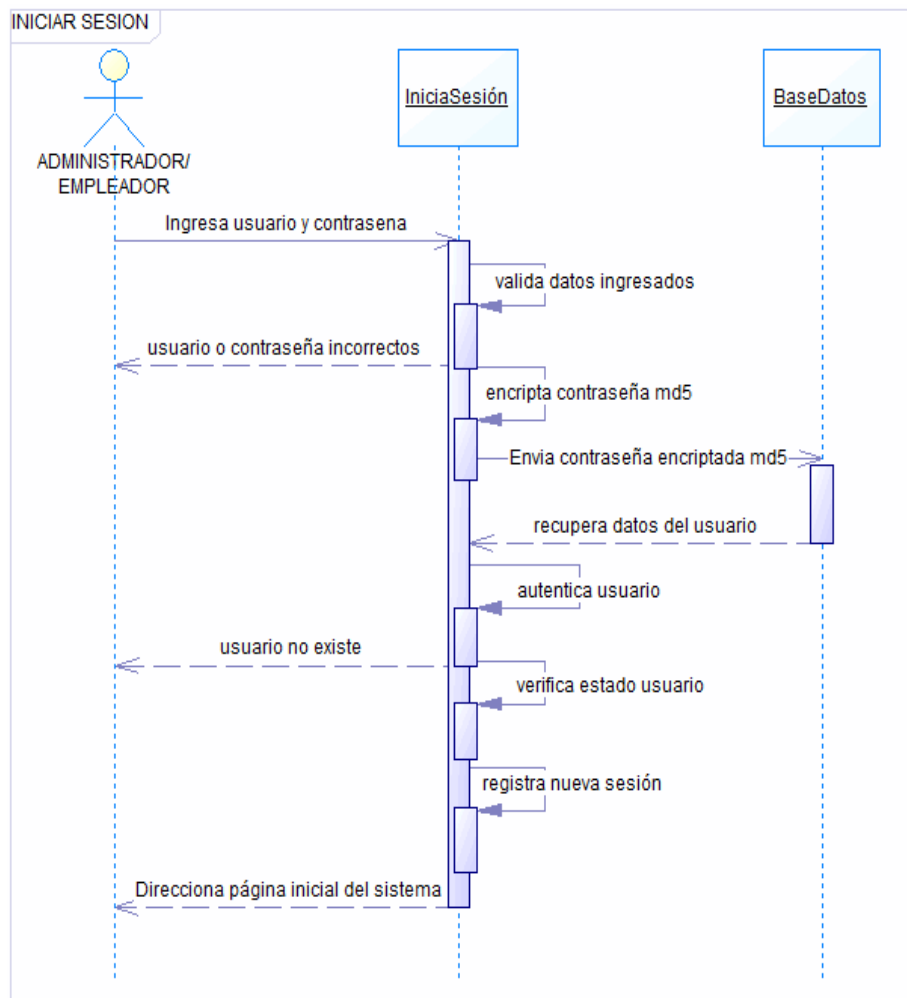 INICIAR SESION
IniciaSesión
BaseDatos
ADMINISTRADOR/
EMPLEADOR
Ingresa usuario y contrasena
valida datos ingresados
usuario o contraseña incorrectos
encripta contraseña md5
Envia contraseña encriptada md5
recupera datos del usuario
autentica usuario
usuario no existe
verifica estado usuario
registra nueva sesión
Direcciona página inicial del sistema